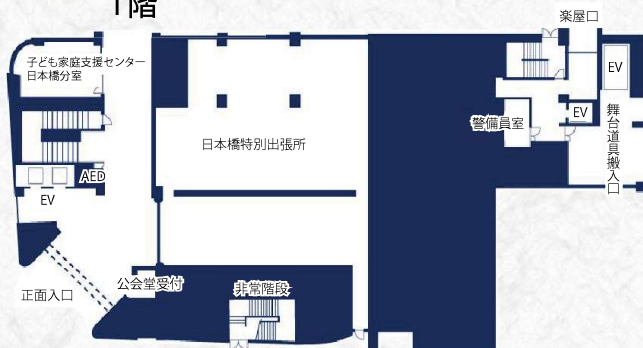 1階
楽屋口
子ども家庭支援センター
日本橋分室
EV
EV
警備員室
舞台道具搬入口
日本橋特別出張所
AED
EV
公会堂受付
非常階段
正面入口